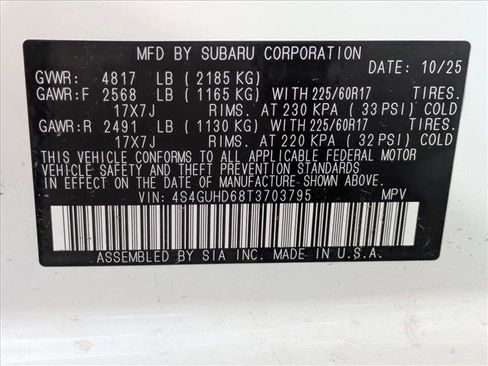 MFD BY SUBARU CORPORATION
DATE: 10/25
GVWR: 4817 LB (2185 KG)
GAWR:F 2568 LB (1165 KG) WITH 225/60R17 TIRES.
17X7J RIMS. AT 230 KPA (33 PSI) COLD
GAWR:R 2491 LB (1130 KG) WITH 225/60R17 TIRES.
17X7J RIMS. AT 220 KPA (32 PSI) COLD
THIS VEHICLE CONFORMS TO ALL APPLICABLE FEDERAL MOTOR
VEHICLE SAFETY AND THEFT PREVENTION STANDARDS
IN EFFECT ON THE DATE OF MANUFACTURE SHOWN ABOVE.
VIN: 4S4GUHD68T3703795 MPV
ASSEMBLED BY SIA INC. MADE IN U.S.A.